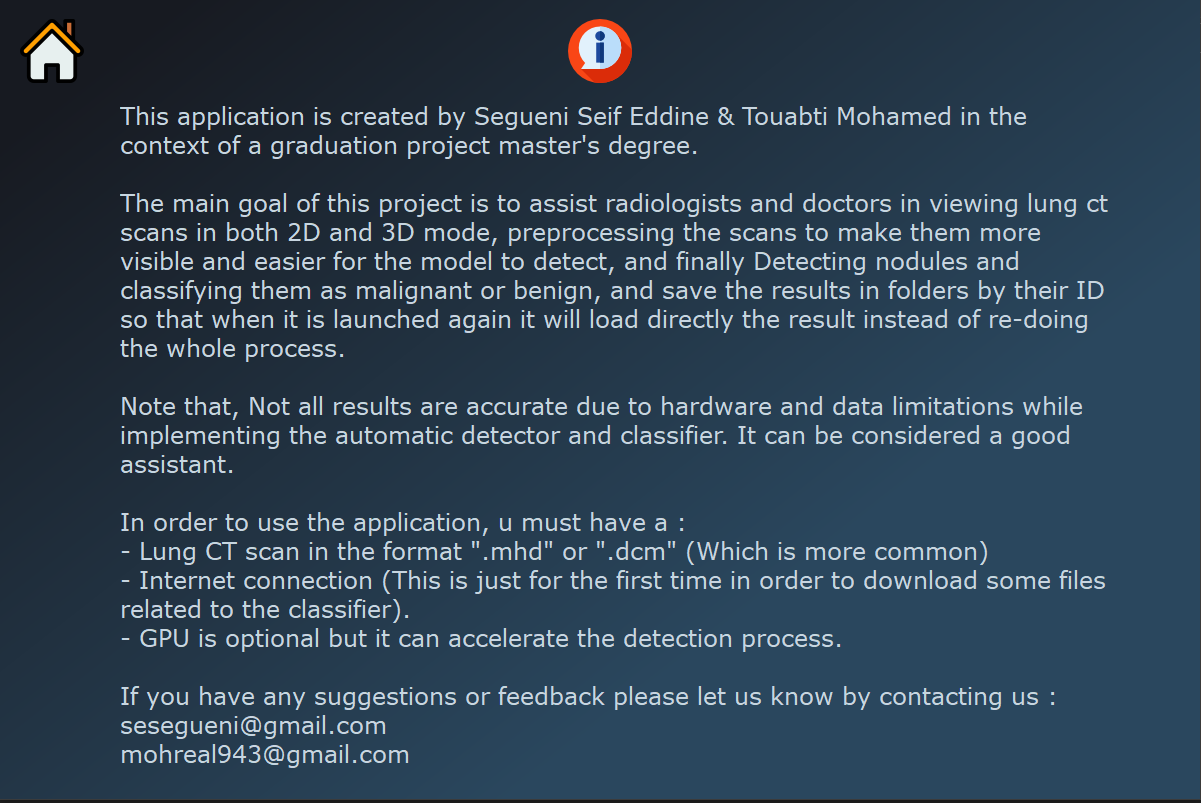 This application is created by Segueni Seif Eddine & Touabti Mohamed in the
context of a graduation project master's degree.
The main goal of this project is to assist radiologists and doctors in viewing lung ct
scans in both 2D and 3D mode, preprocessing the scans to make them more
visible and easier for the model to detect, and finally Detecting nodules and
classifying them as malignant or benign, and save the results in folders by their ID
so that when it is launched again it will load directly the result instead of re-doing
the whole process.
Note that, Not all results are accurate due to hardware and data limitations while
implementing the automatic detector and classifier. It can be considered a good
assistant.
In order to use the application, u must have a :
- Lung CT scan in the format ".mhd" or ".dcm" (Which is more common)
- Internet connection (This is just for the first time in order to download some files
related to the classifier).
- GPU is optional but it can accelerate the detection process.
If you have any suggestions or feedback please let us know by contacting us :
sesegueni@gmail.com
mohreal943@gmail.com